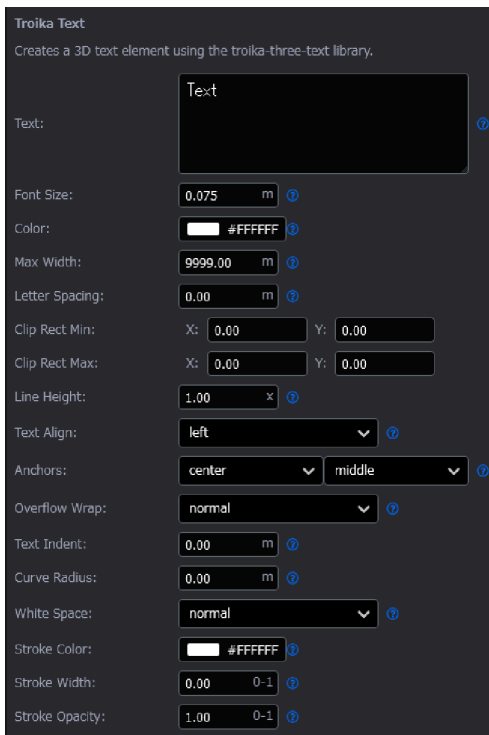 Troika Text
Creates a 3D text element using the troika-three-text library.
Text: Text
Font Size: 0.075 m
Color: #FFFFFF
Max Width: 9999.00 m
Letter Spacing: 0.00 m
Clip Rect Min: X: 0.00 Y: 0.00
Clip Rect Max: X: 0.00 Y: 0.00
Line Height: 1.00 x
Text Align: left
Anchors: center middle
Overflow Wrap: normal
Text Indent: 0.00 m
Curve Radius: 0.00 m
White Space: normal
Stroke Color: #FFFFFF
Stroke Width: 0.00 0-1
Stroke Opacity: 1.00 0-1